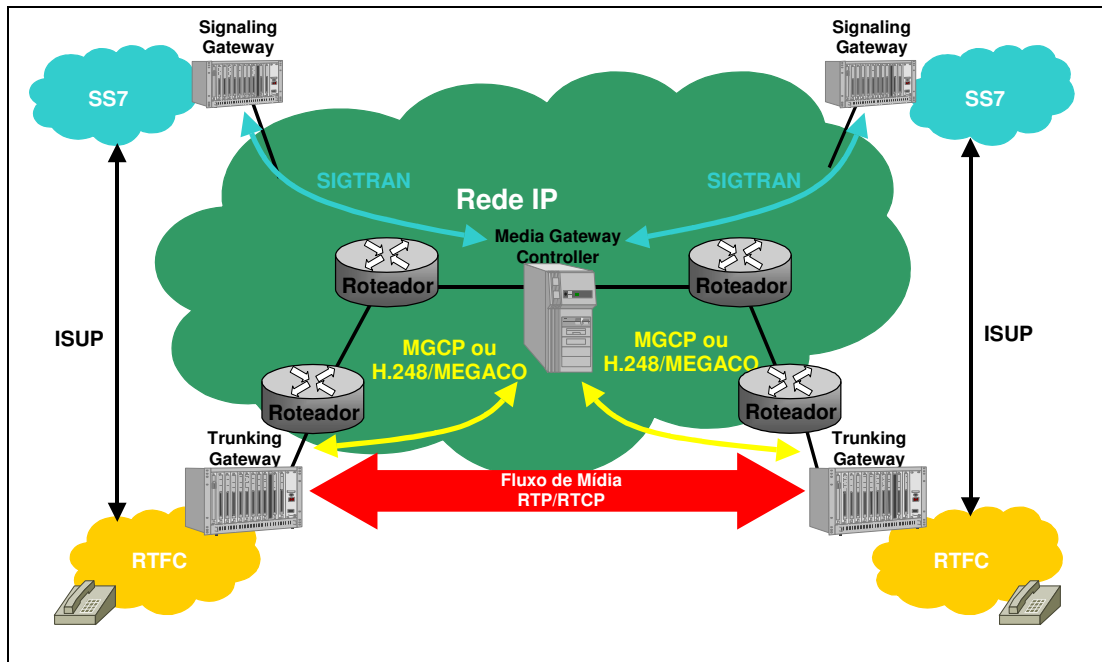 Signaling
Gateway
Signaling
Gateway
SS7
SS7
SIGTRAN
SIGTRAN
Rede IP
Media Gateway
Controller
Roteador
Roteador
ISUP
ISUP
MGCP ou
H.248/MEGACO
MGCP ou
H.248/MEGACO
Roteador
Roteador
Trunking
Gateway
Trunking
Gateway
Fluxo de Mídia
RTP/RTCP
RTFC
RTFC